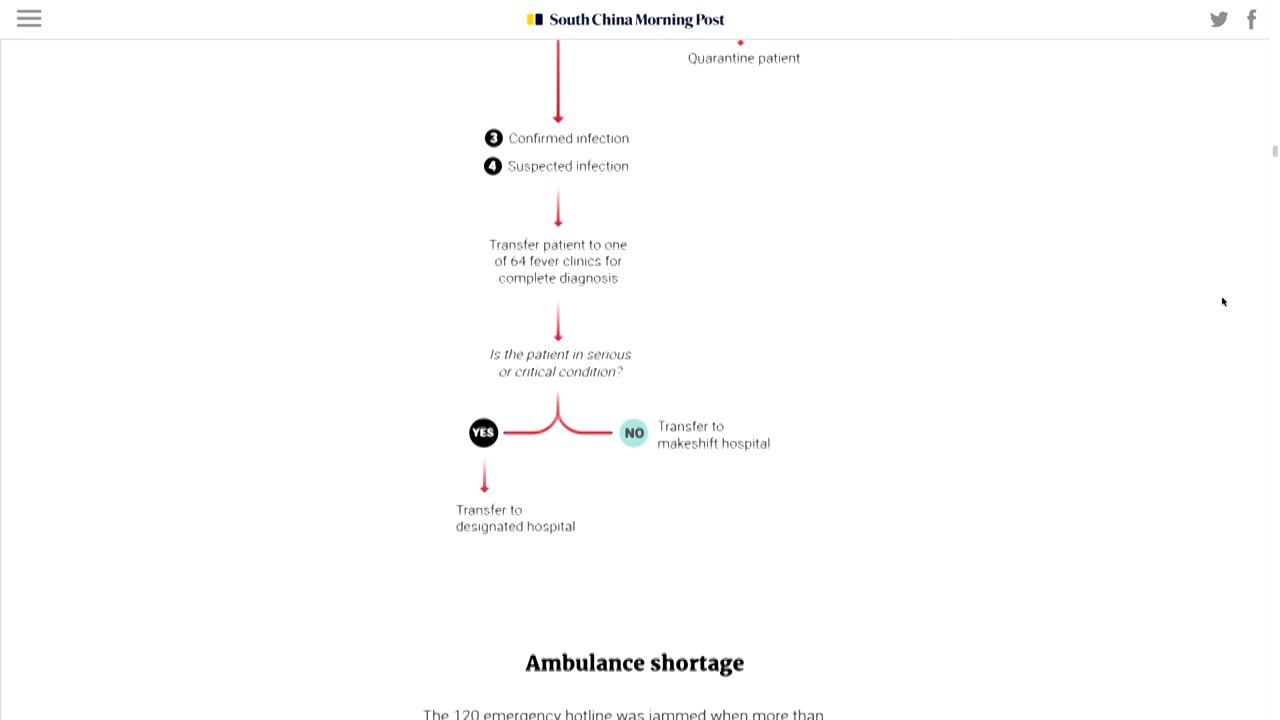 South China Morning Post
Quarantine patient
3 Confirmed infection
4 Suspected infection
Transfer patient to one
of 64 fever clinics for
complete diagnosis
Is the patient in serious
or critical condition?
YES
NO
Transfer to
makeshift hospital
Transfer to
designated hospital
Ambulance shortage
The 120 emergency hotline was jammed when more than